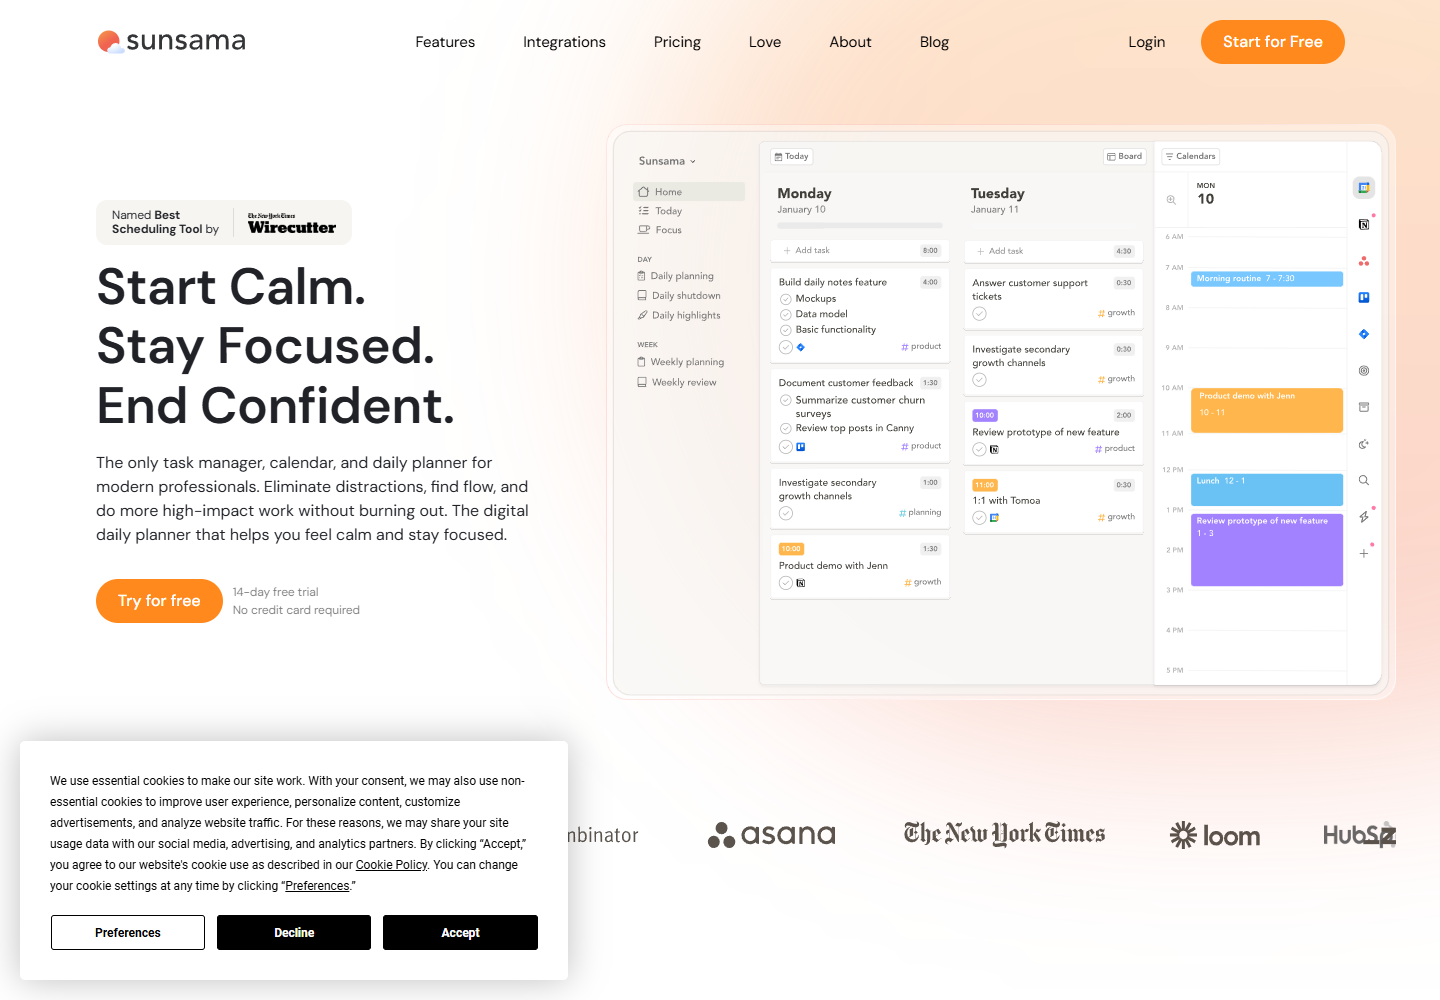 sunsama
Features
Integrations
Pricing
Love
About
Blog
Login
Start for Free
Named Best
Scheduling Tool by
The New York Times
Wirecutter
Start Calm.
Stay Focused.
End Confident.
The only task manager, calendar, and daily planner for
modern professionals. Eliminate distractions, find flow, and
do more high-impact work without burning out. The digital
daily planner that helps you feel calm and stay focused.
Try for free
14-day free trial
No credit card required
Sunsama
Home
Today
Focus
DAY
Daily planning
Daily shutdown
Daily highlights
WEEK
Weekly planning
Weekly review
Today
Board
Monday
January 10
+ Add task 8:00
Build daily notes feature 4:00
Mockups
Data model
Basic functionality
# product
Document customer feedback 1:30
Summarize customer churn
surveys
Review top posts in Canny
# product
Investigate secondary 1:00
growth channels
# planning
10:00 1:30
Product demo with Jenn
# growth
Tuesday
January 11
+ Add task 4:30
Answer customer support 0:30
tickets
# growth
Investigate secondary 0:30
growth channels
# growth
10:00 2:00
Review prototype of new feature
# product
11:00 0:30
1:1 with Tomoa
# growth
Calendars
MON
10
6 AM
7 AM
Morning routine 7 - 7:30
8 AM
9 AM
10 AM
Product demo with Jenn
10 - 11
11 AM
12 PM
Lunch 12 - 1
1 PM
Review prototype of new feature
1 - 3
2 PM
3 PM
4 PM
5 PM
mbinator
asana
The New York Times
loom
HubS
We use essential cookies to make our site work. With your consent, we may also use non-
essential cookies to improve user experience, personalize content, customize
advertisements, and analyze website traffic. For these reasons, we may share your site
usage data with our social media, advertising, and analytics partners. By clicking “Accept,”
you agree to our website's cookie use as described in our Cookie Policy. You can change
your cookie settings at any time by clicking “Preferences.”
Preferences
Decline
Accept